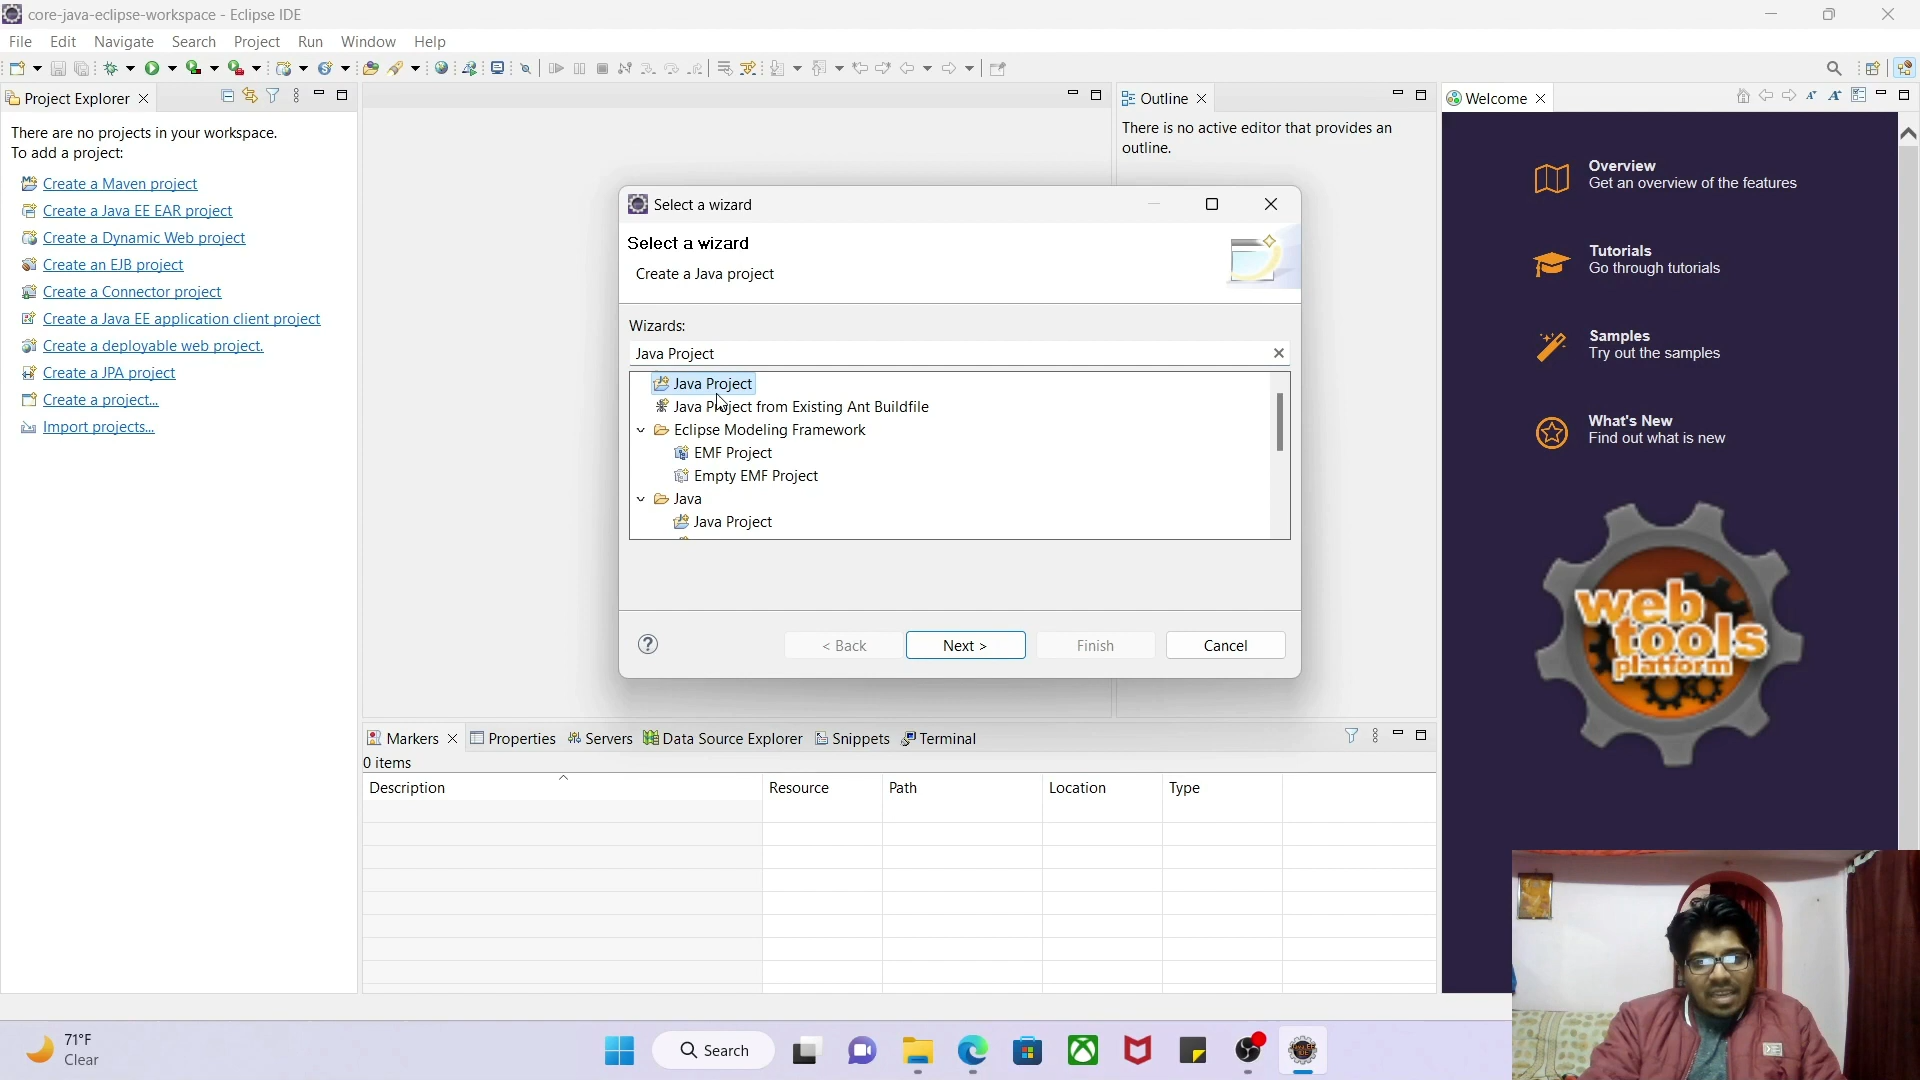 core-java-eclipse-workspace - Eclipse IDE
File Edit Navigate Search Project Run Window Help
Project Explorer
There are no projects in your workspace.
To add a project:
Create a Maven project
Create a Java EE EAR project
Create a Dynamic Web project
Create an EJB project
Create a Connector project
Create a Java EE application client project
Create a deployable web project.
Create a JPA project
Create a project...
Import projects...
Outline
There is no active editor that provides an
outline.
Welcome
Overview
Get an overview of the features
Tutorials
Go through tutorials
Samples
Try out the samples
What's New
Find out what is new
web
tools
platform
Select a wizard
Select a wizard
Create a Java project
Wizards:
Java Project
Java Project
Java Project from Existing Ant Buildfile
Eclipse Modeling Framework
EMF Project
Empty EMF Project
Java
Java Project
< Back Next > Finish Cancel
Markers Properties Servers Data Source Explorer Snippets Terminal
0 items
Description Resource Path Location Type
71°F
Clear
Search